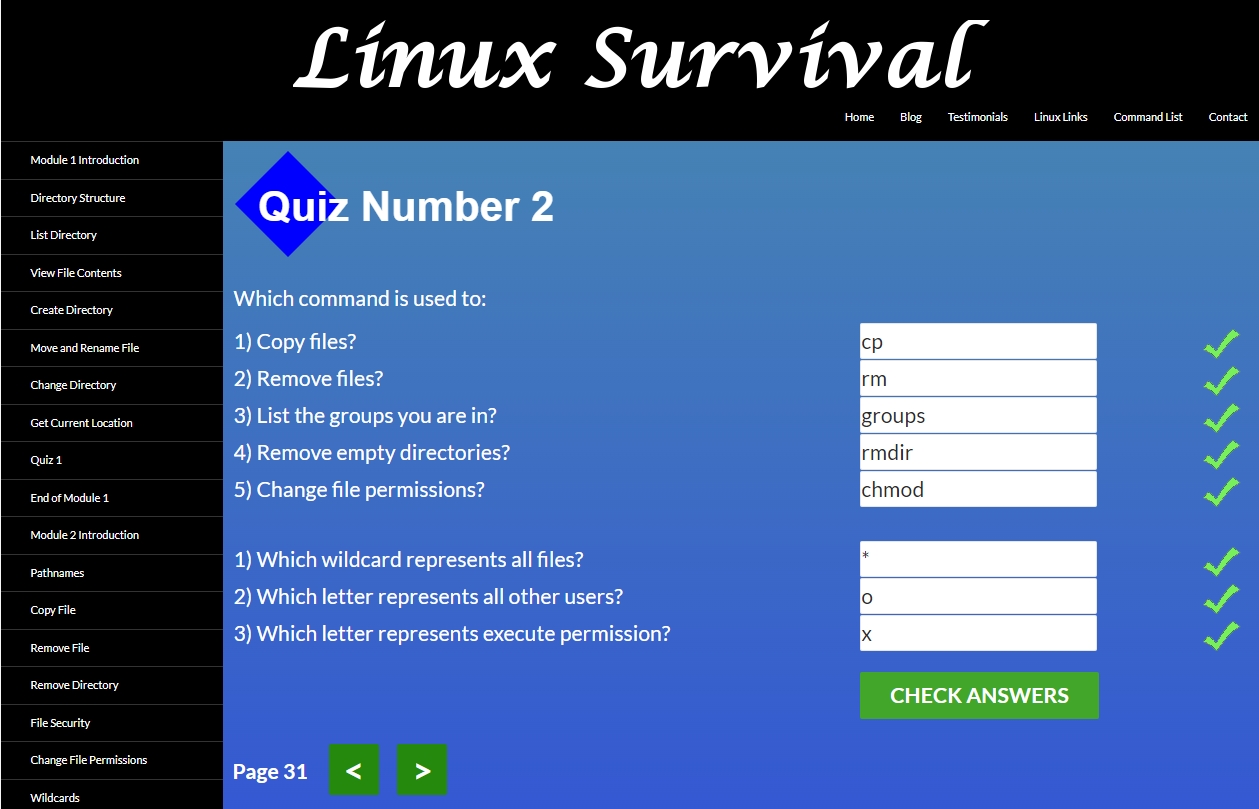 Linux Survival
Home Blog Testimonials Linux Links Command List Contact
Module 1 Introduction
Directory Structure
List Directory
View File Contents
Create Directory
Move and Rename File
Change Directory
Get Current Location
Quiz 1
End of Module 1
Module 2 Introduction
Pathnames
Copy File
Remove File
Remove Directory
File Security
Change File Permissions
Wildcards
Quiz Number 2
Which command is used to:
1) Copy files? cp
2) Remove files? rm
3) List the groups you are in? groups
4) Remove empty directories? rmdir
5) Change file permissions? chmod
1) Which wildcard represents all files? *
2) Which letter represents all other users? o
3) Which letter represents execute permission? x
CHECK ANSWERS
Page 31 < >